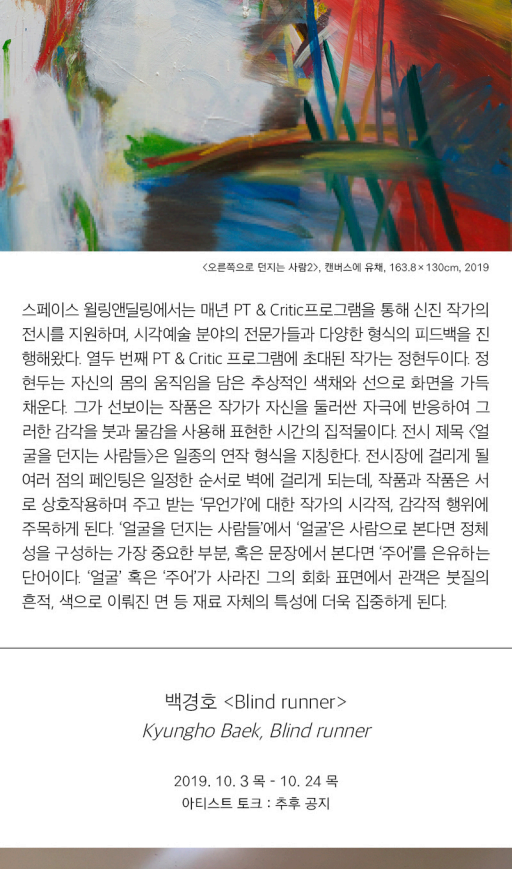 <오른쪽으로 던지는 사람2>, 캔버스에 유채, 163.8×130cm, 2019
스페이스 윌링앤딜링에서는 매년 PT & Critic프로그램을 통해 신진 작가의
전시를 지원하며, 시각예술 분야의 전문가들과 다양한 형식의 피드백을 진
행해왔다. 열두 번째 PT & Critic 프로그램에 초대된 작가는 정현두이다. 정
현두는 자신의 몸의 움직임을 담은 추상적인 색채와 선으로 화면을 가득
채운다. 그가 선보이는 작품은 작가가 자신을 둘러싼 자극에 반응하여 그
러한 감각을 붓과 물감을 사용해 표현한 시간의 집적물이다. 전시 제목 <얼
굴을 던지는 사람들>은 일종의 연작 형식을 지칭한다. 전시장에 걸리게 될
여러 점의 페인팅은 일정한 순서로 벽에 걸리게 되는데, 작품과 작품은 서
로 상호작용하며 주고 받는 ‘무언가’에 대한 작가의 시각적, 감각적 행위에
주목하게 된다. ‘얼굴을 던지는 사람들’에서 ‘얼굴’은 사람으로 본다면 정체
성을 구성하는 가장 중요한 부분, 혹은 문장에서 본다면 ‘주어’를 은유하는
단어이다. ‘얼굴’ 혹은 ‘주어’가 사라진 그의 회화 표면에서 관객은 붓질의
흔적, 색으로 이뤄진 면 등 재료 자체의 특성에 더욱 집중하게 된다.
백경호 <Blind runner>
Kyungho Baek, Blind runner
2019. 10. 3 목 - 10. 24 목
아티스트 토크 : 추후 공지